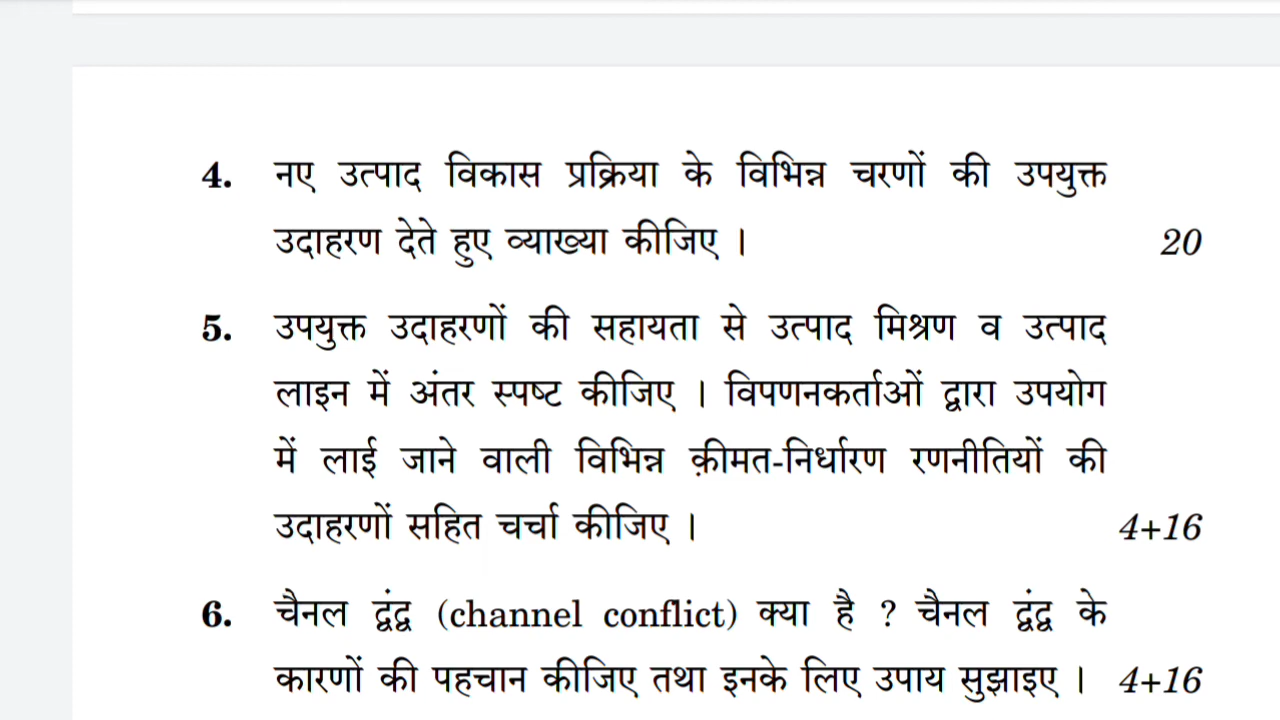 4. नए उत्पाद विकास प्रक्रिया के विभिन्न चरणों की उपयुक्त
उदाहरण देते हुए व्याख्या कीजिए । 20
5. उपयुक्त उदाहरणों की सहायता से उत्पाद मिश्रण व उत्पाद
लाइन में अंतर स्पष्ट कीजिए । विपणनकर्ताओं द्वारा उपयोग
में लाई जाने वाली विभिन्न क़ीमत-निर्धारण रणनीतियों की
उदाहरणों सहित चर्चा कीजिए । 4+16
6. चैनल द्वंद्व (channel conflict) क्या है ? चैनल द्वंद्व के
कारणों की पहचान कीजिए तथा इनके लिए उपाय सुझाइए । 4+16